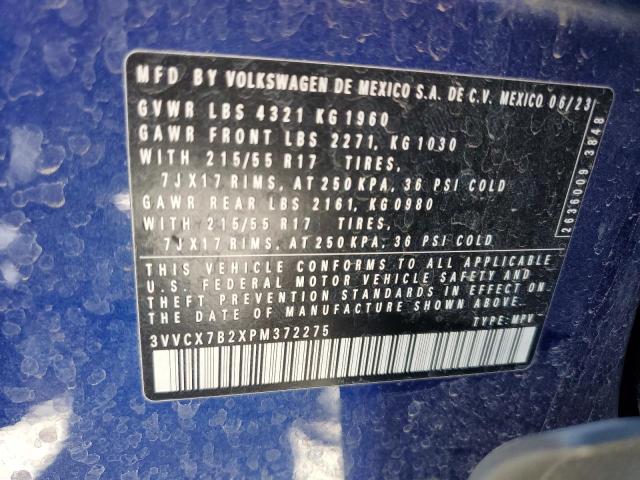 MFD BY VOLKSWAGEN DE MEXICO S.A. DE C.V. MEXICO 06/23
GVWR LBS 4321 KG 1960
GAWR FRONT LBS 2271, KG 1030
WITH 215/55 R17 TIRES,
7JX17 RIMS, AT 250 KPA, 36 PSI COLD
GAWR REAR LBS 2161, KG 0980
WITH 215/55 R17 TIRES,
7JX17 RIMS, AT 250 KPA, 36 PSI COLD
THIS VEHICLE CONFORMS TO ALL APPLICABLE
U.S. FEDERAL MOTOR VEHICLE SAFETY AND
THEFT PREVENTION STANDARDS IN EFFECT ON
THE DATE OF MANUFACTURE SHOWN ABOVE.
3VVCX7B2XPM372275 TYPE: MPV
2636009 3848